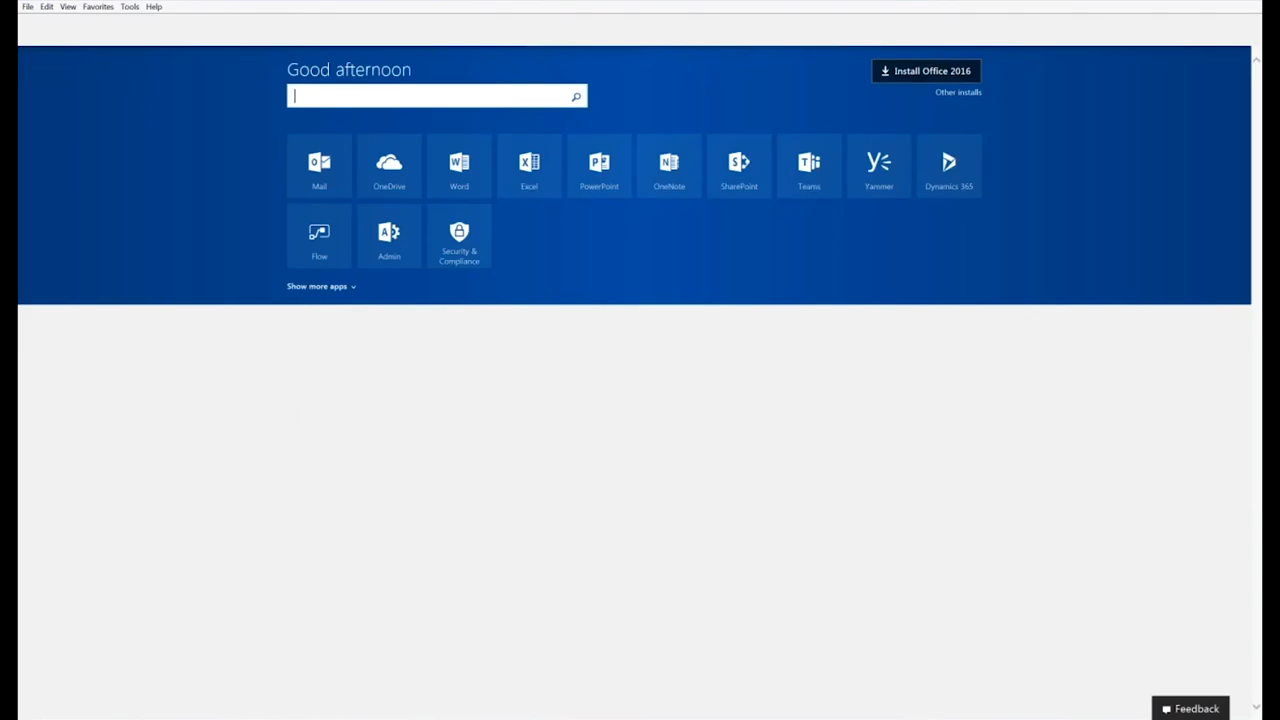 File Edit View Favorites Tools Help
Good afternoon
Install Office 2016
Other installs
Mail OneDrive Word Excel PowerPoint OneNote SharePoint Teams Yammer Dynamics 365
Flow Admin Security &
Compliance
Show more apps
Feedback